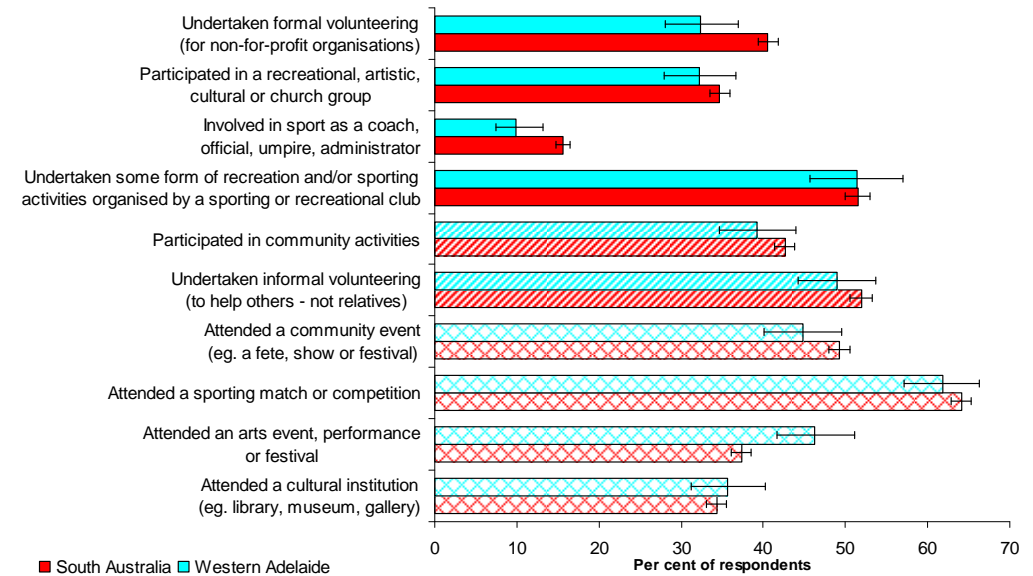 Undertaken formal volunteering
(for non-for-profit organisations)
Participated in a recreational, artistic,
cultural or church group
Involved in sport as a coach,
official, umpire, administrator
Undertaken some form of recreation and/or sporting
activities organised by a sporting or recreational club
Participated in community activities
Undertaken informal volunteering
(to help others - not relatives)
Attended a community event
(eg. a fete, show or festival)
Attended a sporting match or competition
Attended an arts event, performance
or festival
Attended a cultural institution
(eg. library, museum, gallery)
0 10 20 30 40 50 60 70
Per cent of respondents
South Australia Western Adelaide